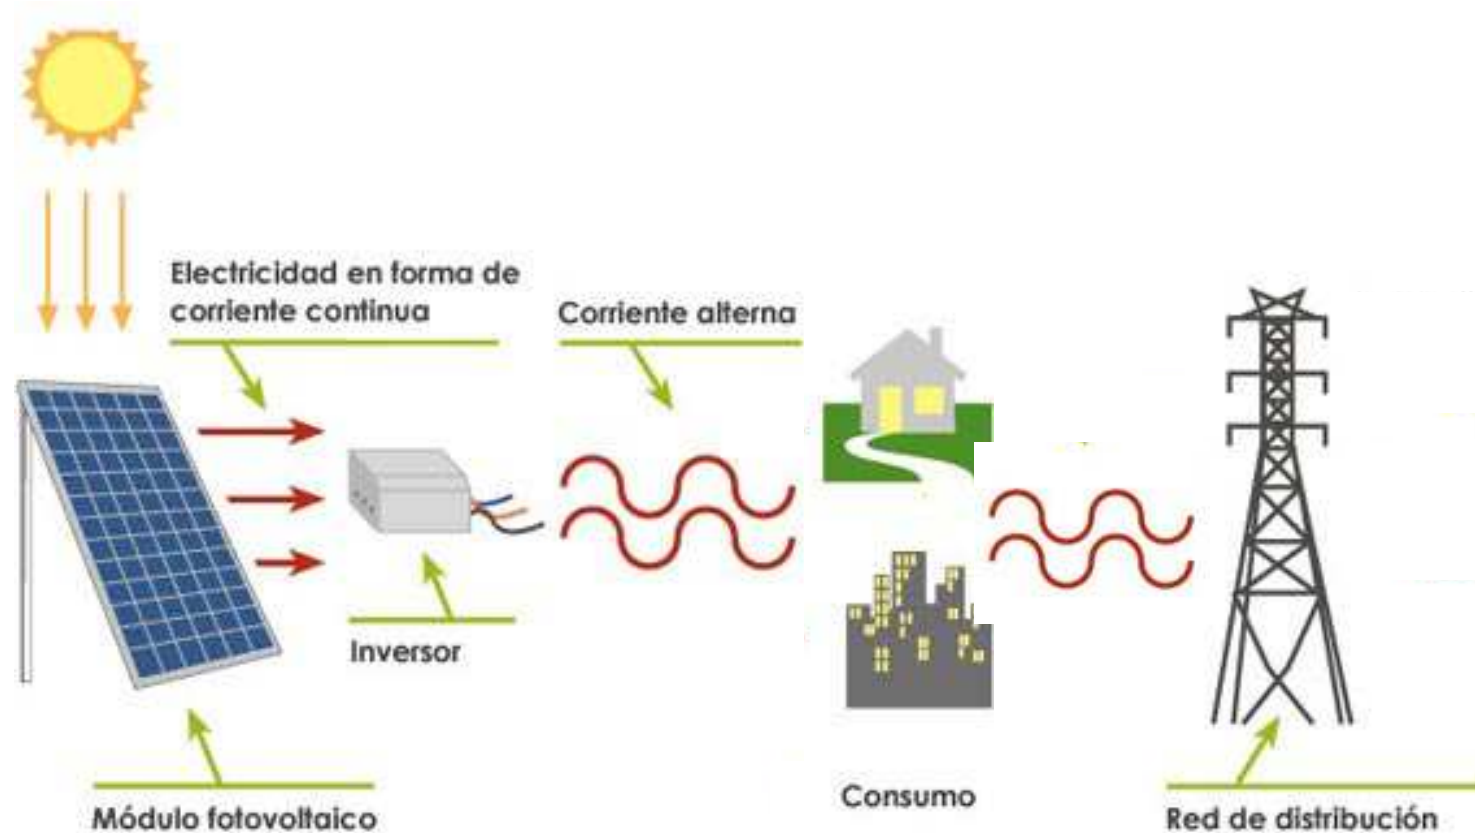 Electricidad en forma de
corriente continua
Corriente alterna
Inversor
Módulo fotovoltaico
Consumo
Red de distribución